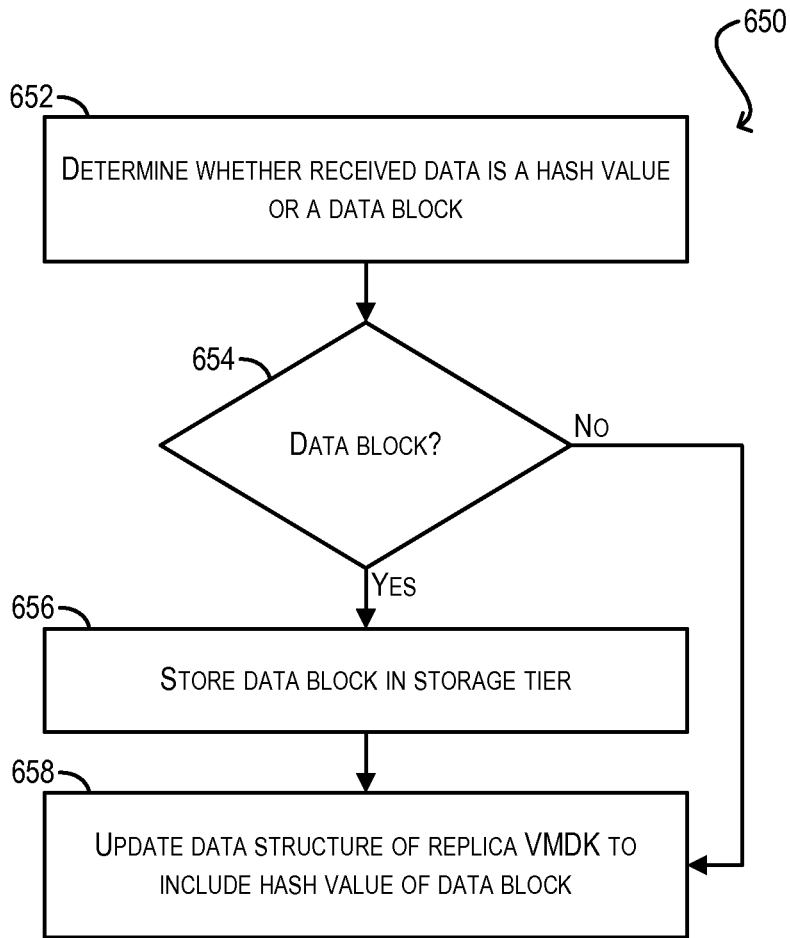 650
652
DETERMINE WHETHER RECEIVED DATA IS A HASH VALUE
OR A DATA BLOCK
654
DATA BLOCK?
NO
YES
656
STORE DATA BLOCK IN STORAGE TIER
658
UPDATE DATA STRUCTURE OF REPLICA VMDK TO
INCLUDE HASH VALUE OF DATA BLOCK